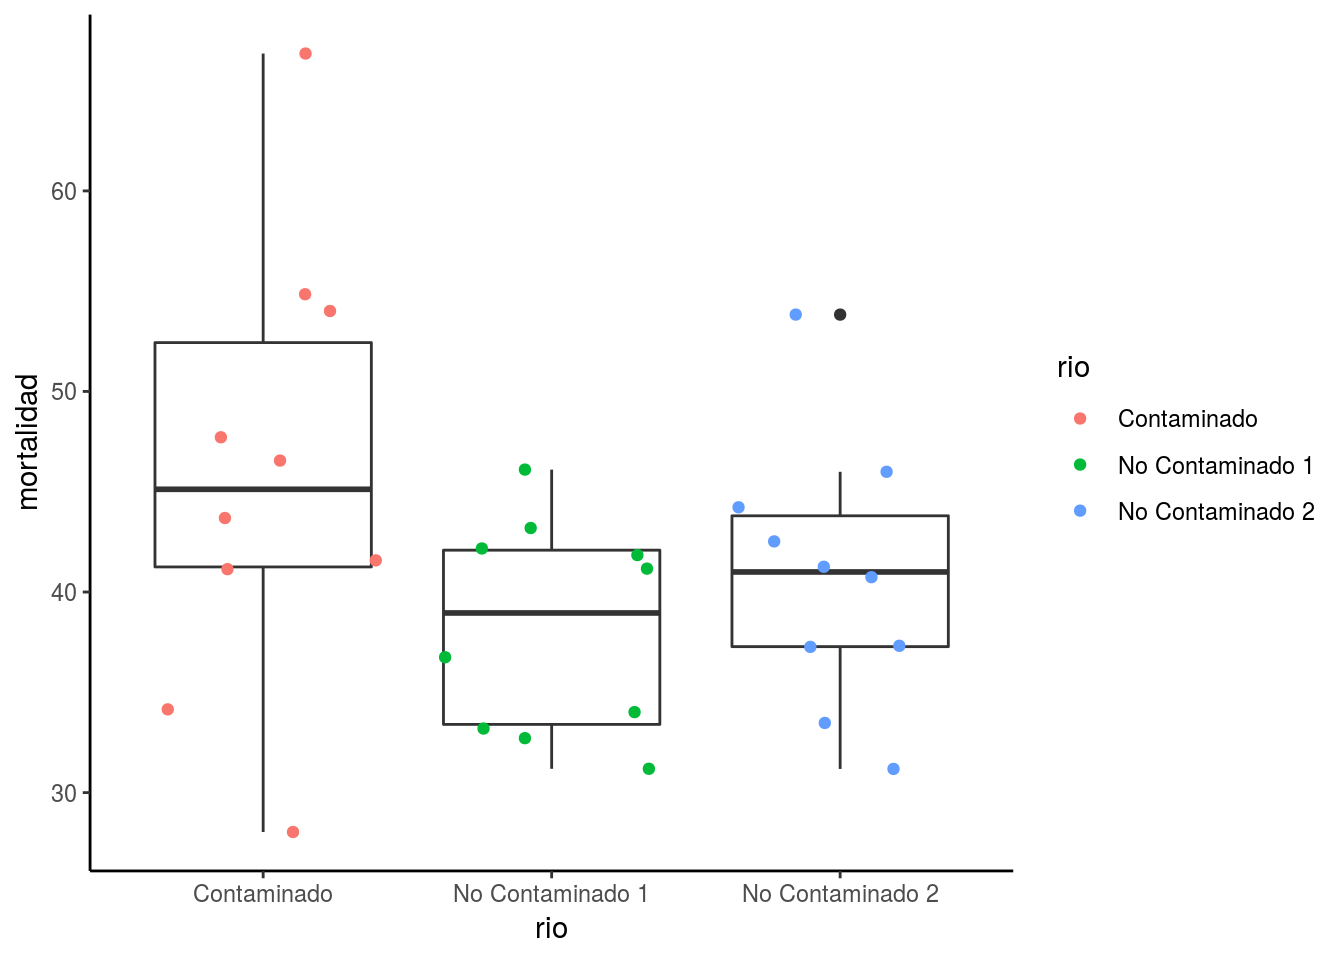 mortalidad
60
50
40
30
Contaminado
No Contaminado 1
No Contaminado 2
rio
rio
Contaminado
No Contaminado 1
No Contaminado 2